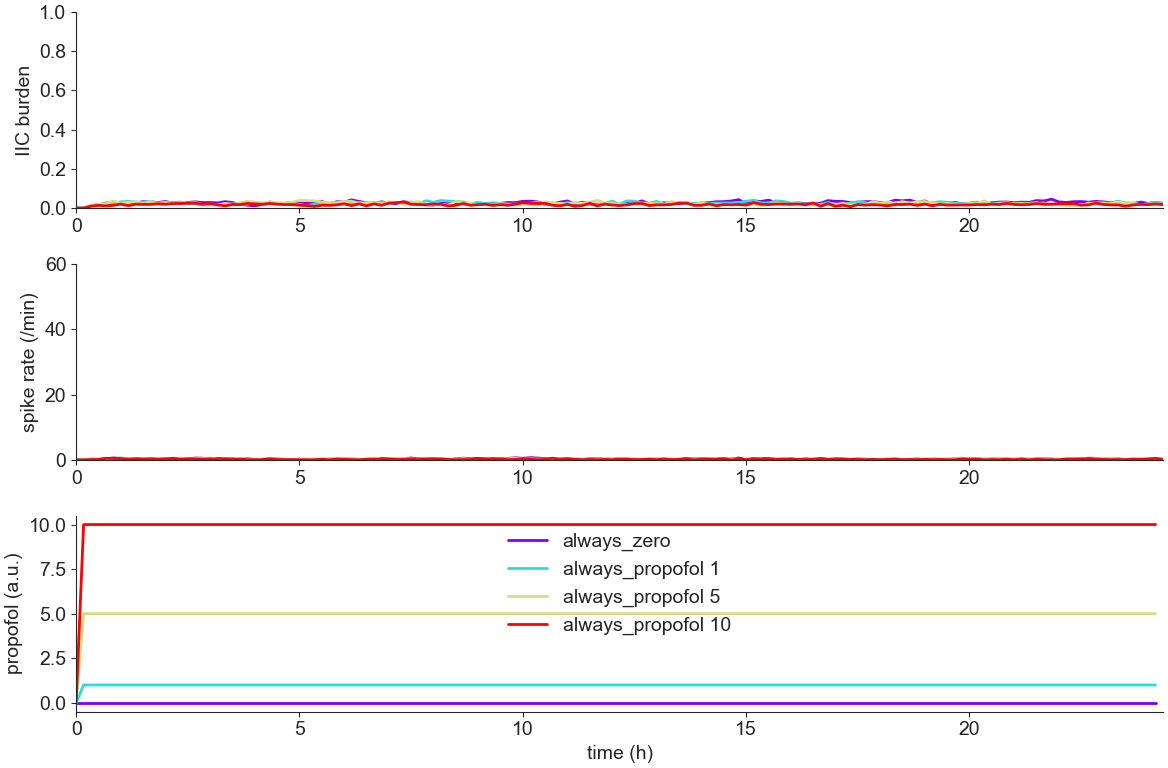 1.0
0.8
0.6
0.4
0.2
0.0
IIC burden
0 5 10 15 20
60
40
20
0
spike rate (/min)
0 5 10 15 20
10.0
7.5
5.0
2.5
0.0
propofol (a.u.)
always_zero
always_propofol 1
always_propofol 5
always_propofol 10
0 5 10 15 20
time (h)